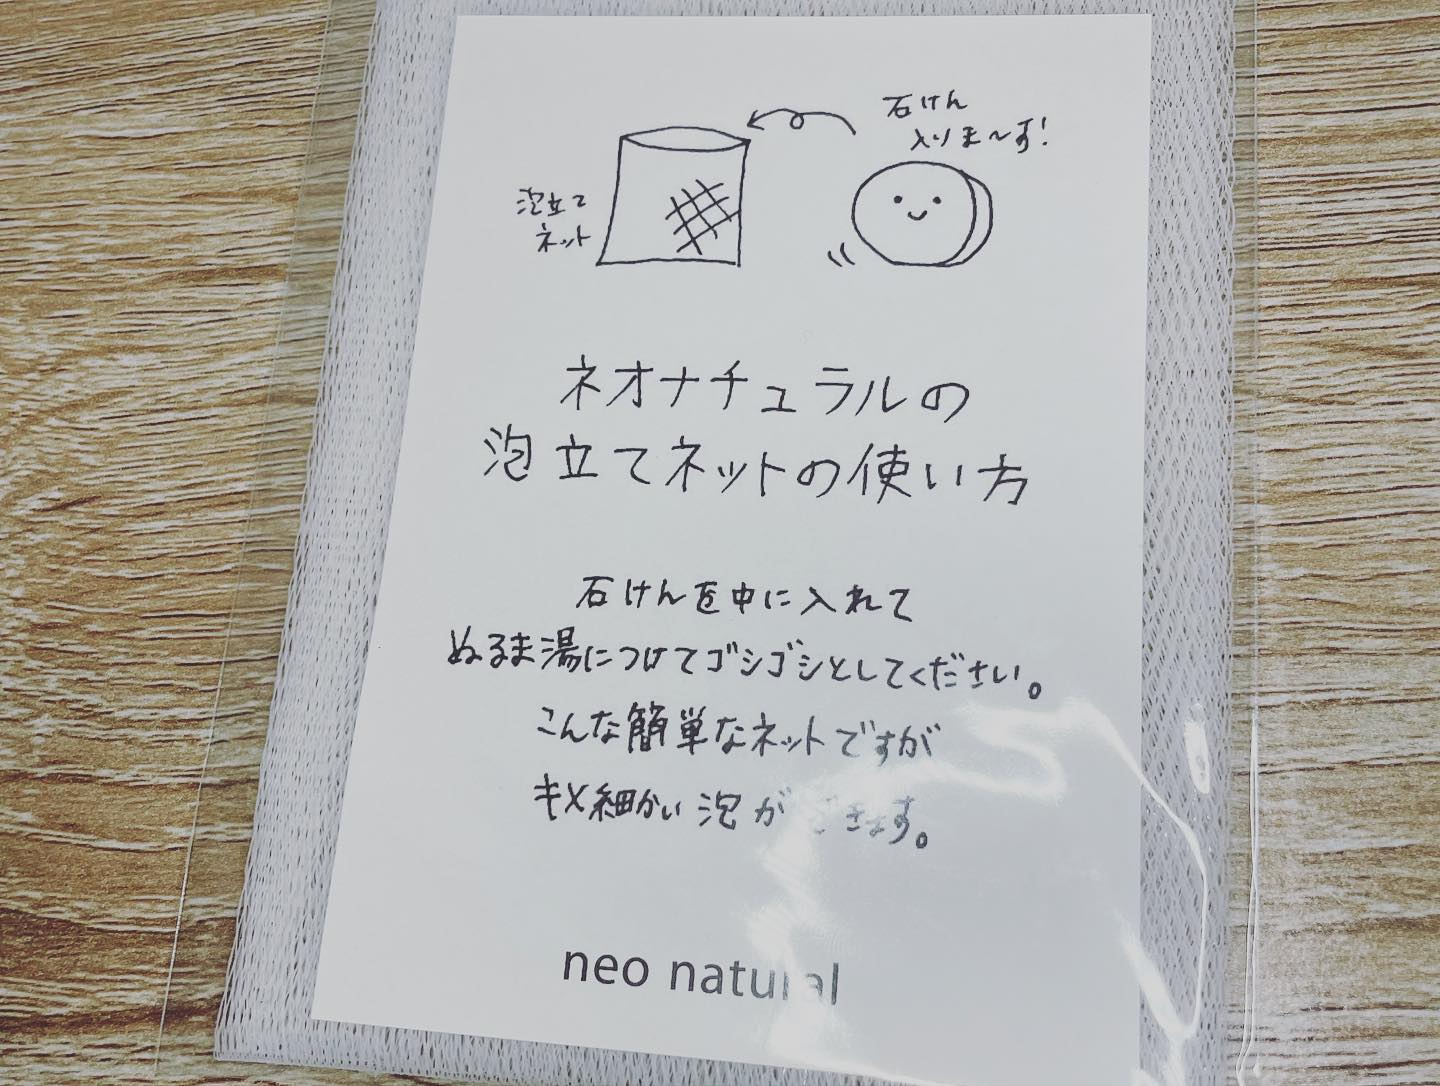 石けん
入りま〜す!
泡立て
ネット
ネオナチュラルの
泡立てネットの使い方
石けんを中に入れて
ぬるま湯につけてゴシゴシとしてください。
こんな簡単なネットですが
キメ細かい泡ができます。
neo natural